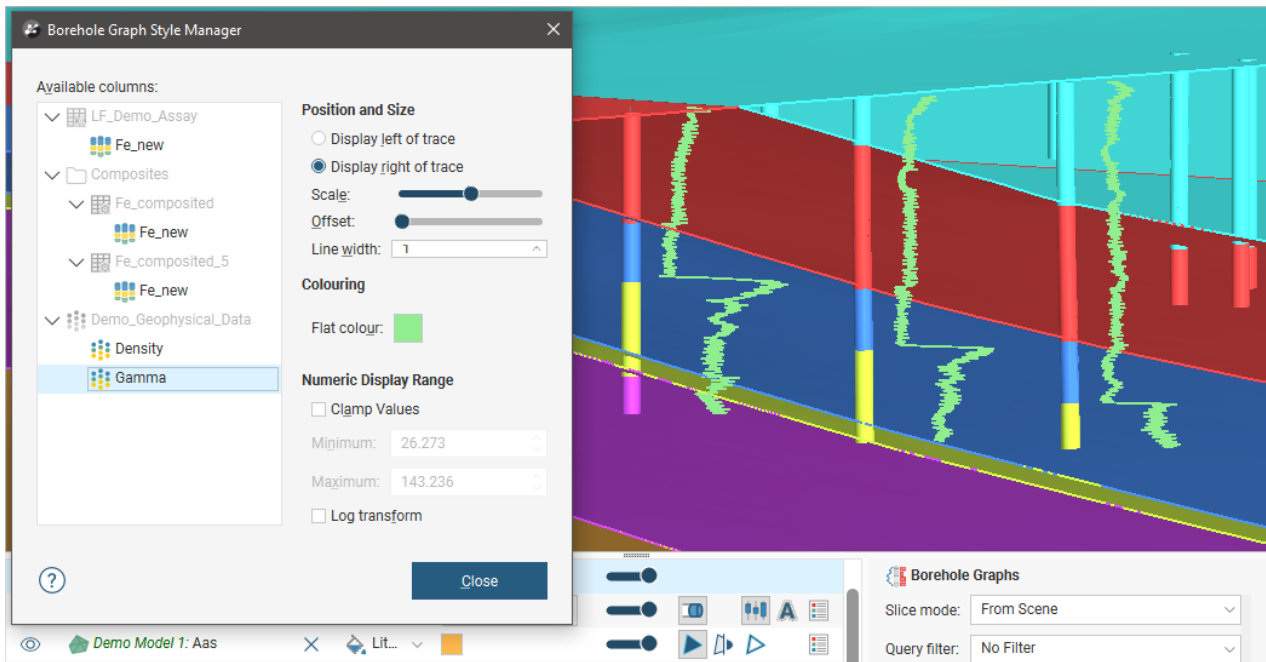 Borehole Graph Style Manager
Available columns:
LF_Demo_Assay
Fe_new
Composites
Fe_composited
Fe_new
Fe_composited_5
Fe_new
Demo_Geophysical_Data
Density
Gamma
Position and Size
Display left of trace
Display right of trace
Scale:
Offset:
Line width: 1
Colouring
Flat colour:
Numeric Display Range
Clamp Values
Minimum: 26.273
Maximum: 143.236
Log transform
? Close
A
Demo Model 1: Aas Lit...
Borehole Graphs
Slice mode: From Scene
Query filter: No Filter